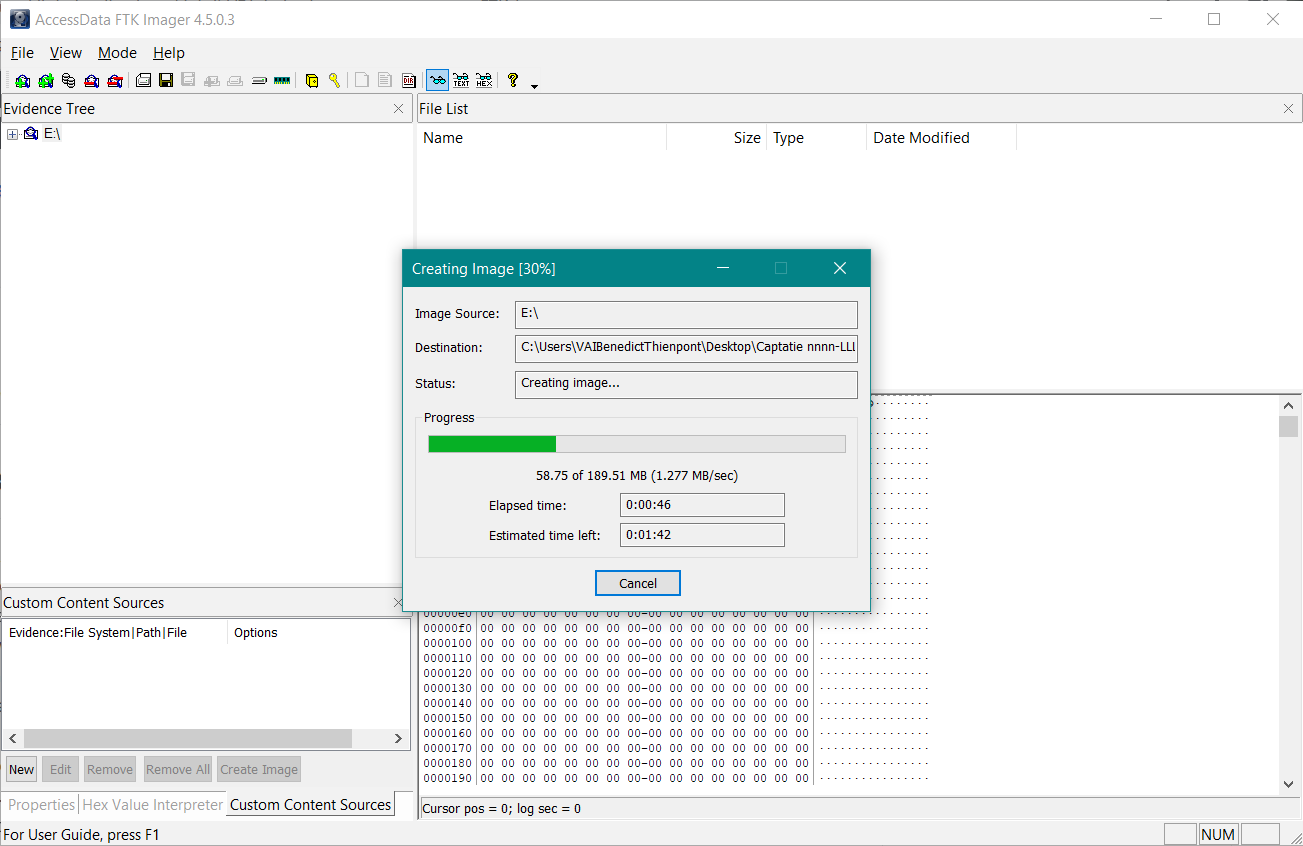 AccessData FTK Imager 4.5.0.3
File View Mode Help
Evidence Tree
File List
E:\
Name Size Type Date Modified
Creating Image [30%]
Image Source: E:\
Destination: C:\Users\VAIBenedictThienpont\Desktop\Captatie nnnn-LLI
Status: Creating image...
Progress
58.75 of 189.51 MB (1.277 MB/sec)
Elapsed time: 0:00:46
Estimated time left: 0:01:42
Cancel
Custom Content Sources
Evidence:File System|Path|File Options
00000e0 00 00 00 00 00 00 00 00-00 00 00 00 00 00 00 00 ················
00000f0 00 00 00 00 00 00 00 00-00 00 00 00 00 00 00 00 ················
0000100 00 00 00 00 00 00 00 00-00 00 00 00 00 00 00 00 ················
0000110 00 00 00 00 00 00 00 00-00 00 00 00 00 00 00 00 ················
0000120 00 00 00 00 00 00 00 00-00 00 00 00 00 00 00 00 ················
0000130 00 00 00 00 00 00 00 00-00 00 00 00 00 00 00 00 ················
0000140 00 00 00 00 00 00 00 00-00 00 00 00 00 00 00 00 ················
0000150 00 00 00 00 00 00 00 00-00 00 00 00 00 00 00 00 ················
0000160 00 00 00 00 00 00 00 00-00 00 00 00 00 00 00 00 ················
0000170 00 00 00 00 00 00 00 00-00 00 00 00 00 00 00 00 ················
0000180 00 00 00 00 00 00 00 00-00 00 00 00 00 00 00 00 ················
0000190 00 00 00 00 00 00 00 00-00 00 00 00 00 00 00 00 ················
New Edit Remove Remove All Create Image
Properties Hex Value Interpreter Custom Content Sources
Cursor pos = 0; log sec = 0
For User Guide, press F1
NUM